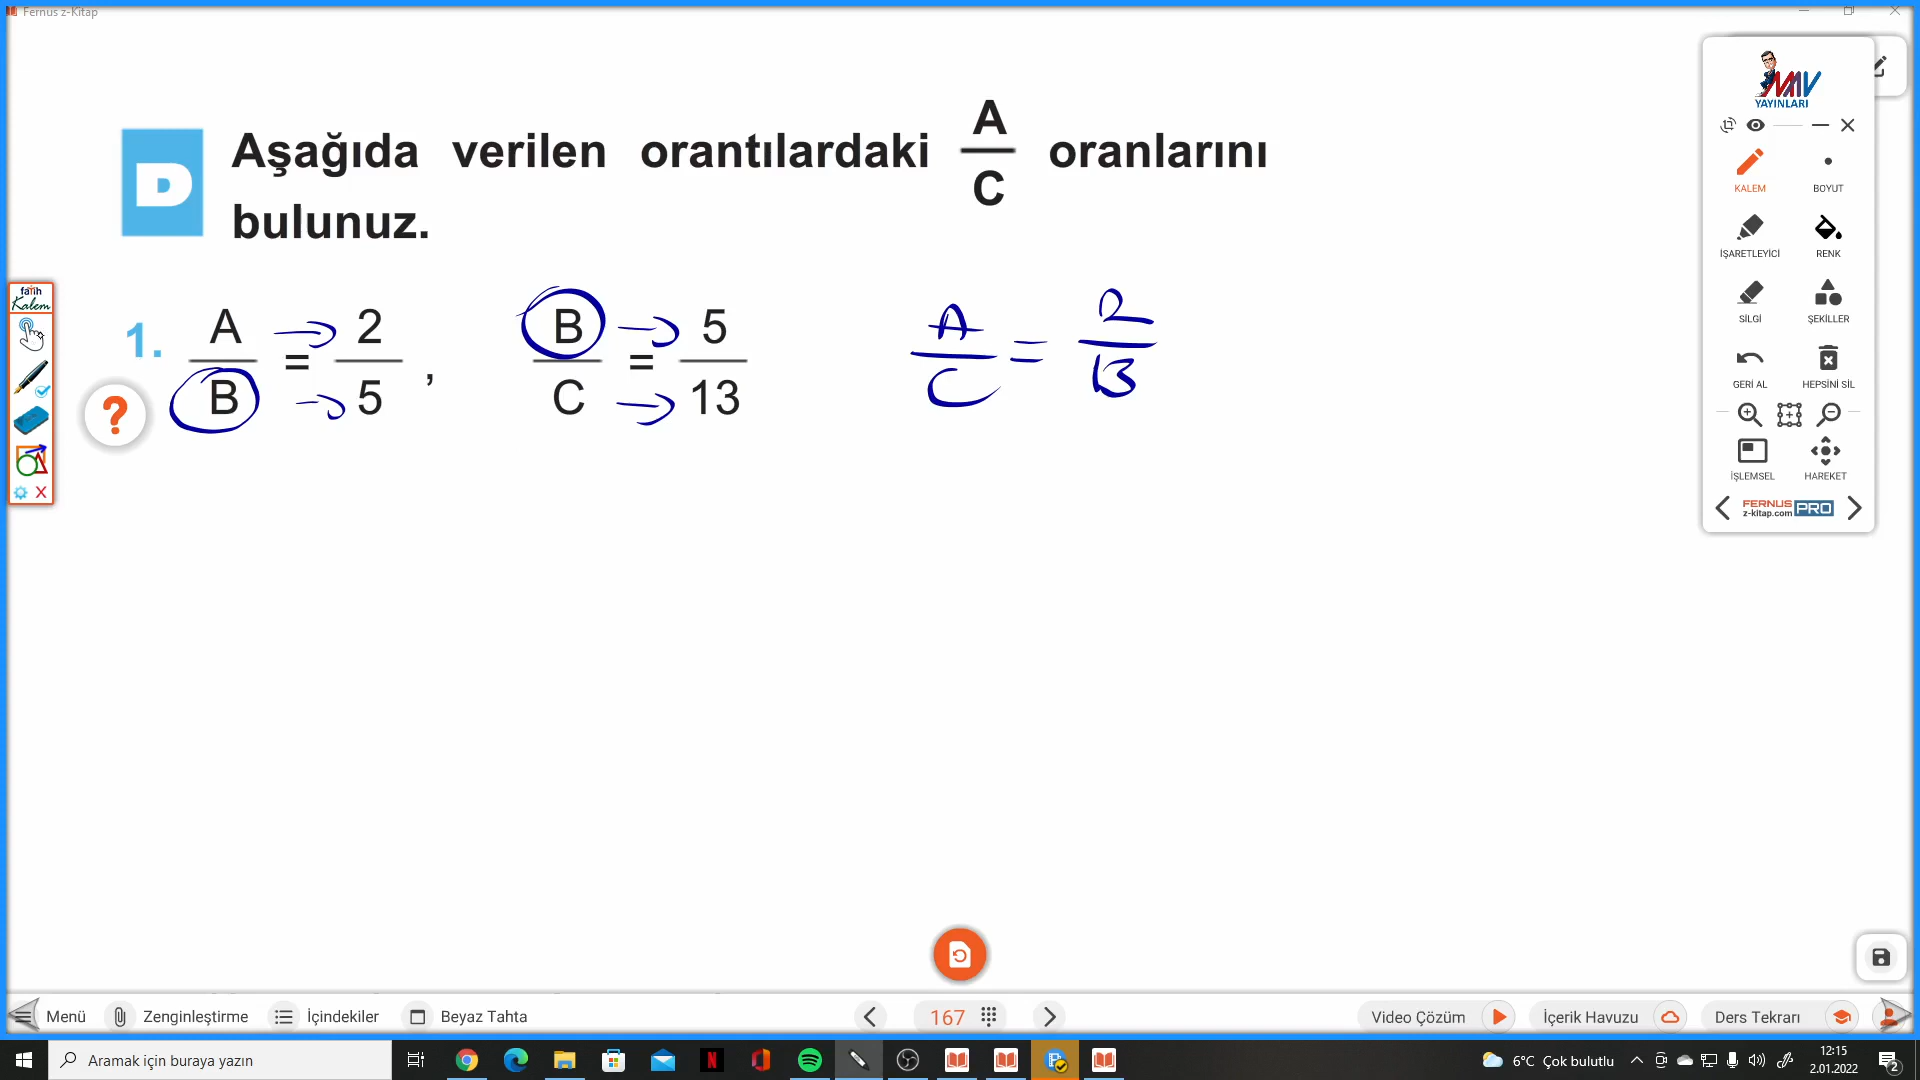 Fernus z-Kitap
D Aşağıda verilen orantılardaki A/C oranlarını
bulunuz.
1. A/B = 2/5 , B/C = 5/13
A/C = 2/13
?
fatih
Kalem
X
MAV
YAYINLARI
KALEM BOYUT
İŞARETLEYİCİ RENK
SİLGİ ŞEKİLLER
GERİ AL HEPSİNİ SİL
İŞLEMSEL HAREKET
FERNUS
z-kitap.com PRO
Menü Zenginleştirme İçindekiler Beyaz Tahta 167 Video Çözüm İçerik Havuzu Ders Tekrarı
Aramak için buraya yazın
N
6°C Çok bulutlu
12:15
2.01.2022
2